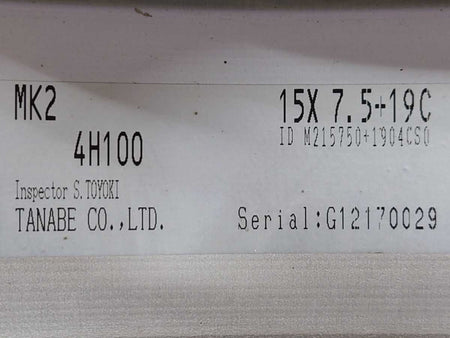 MK2 15X 7.5+19C
ID M215750+1904CS0
4H100
Inspector S.TOYOKI
TANABE CO.,LTD. Serial:G12170029